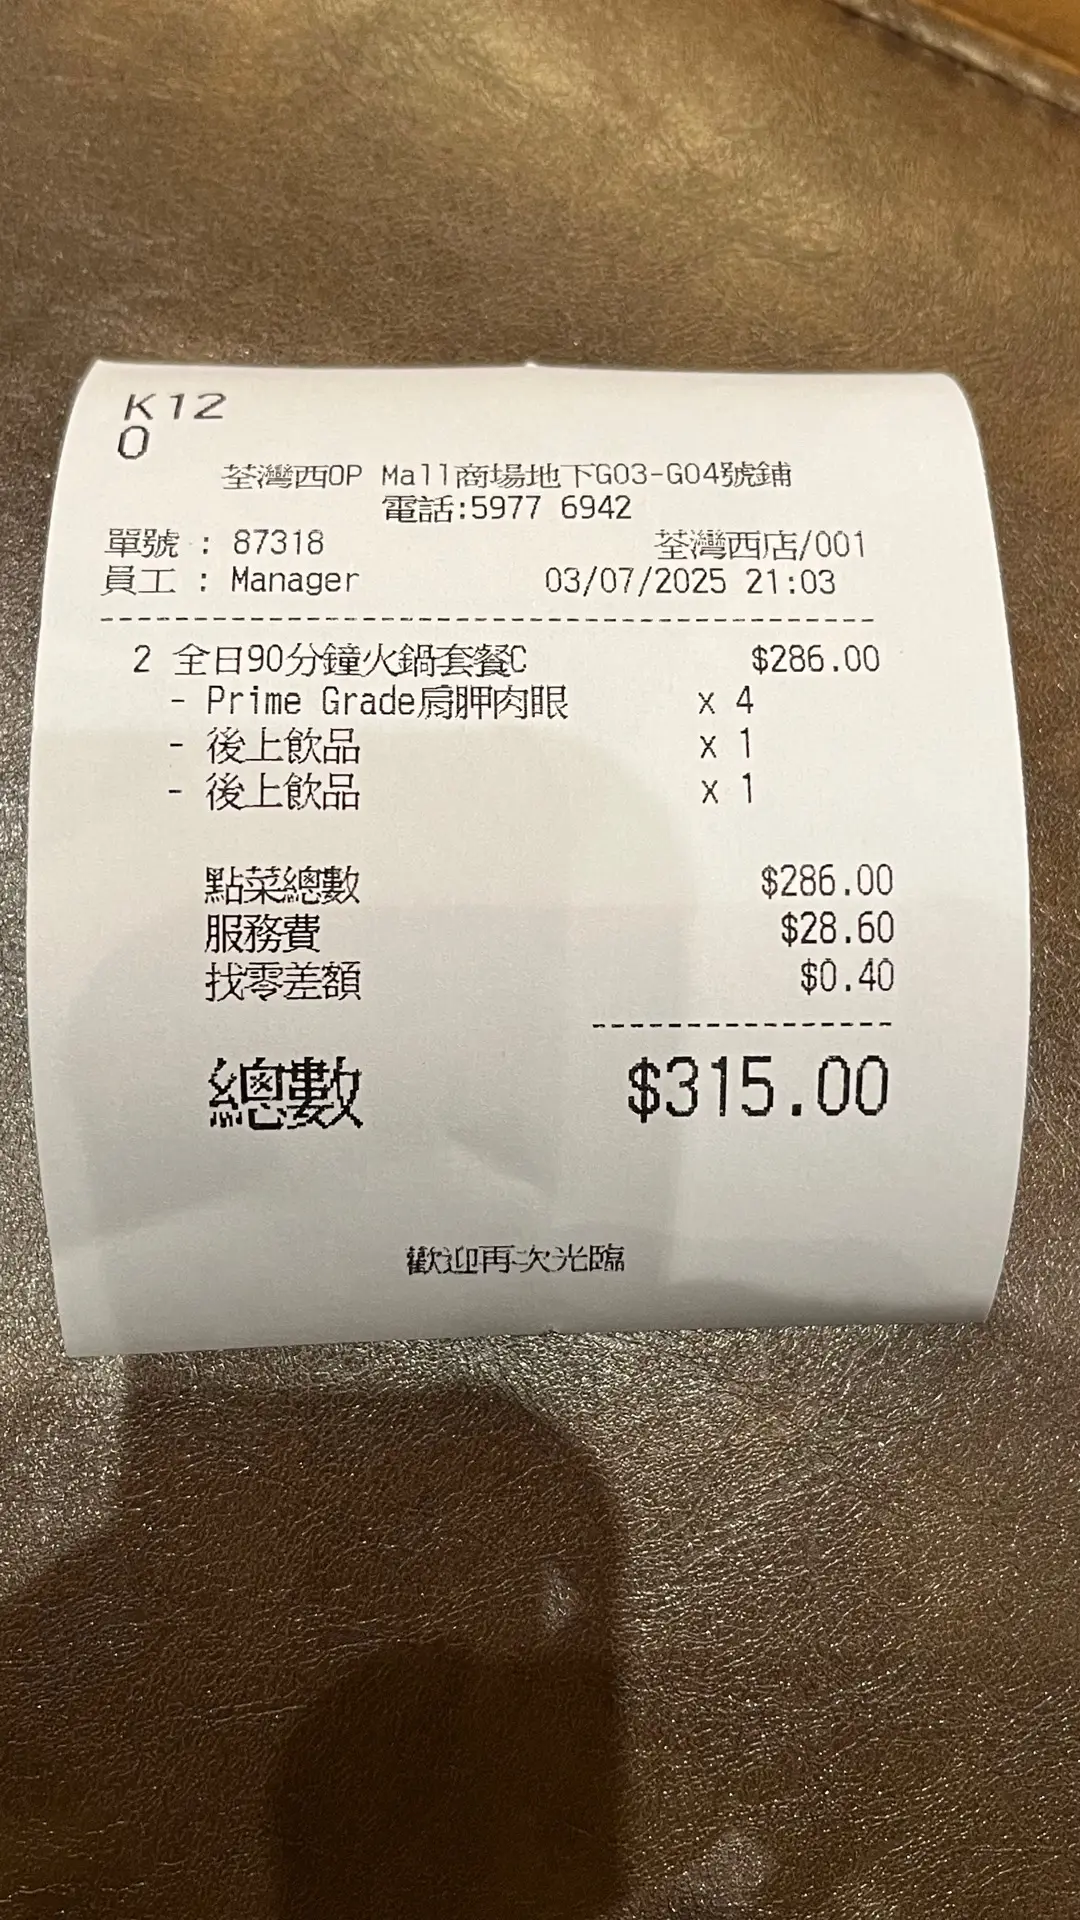 K12
0
荃灣西OP Mall商場地下G03-G04號鋪
電話:5977 6942
單號 : 87318 荃灣西店/001
員工 : Manager 03/07/2025 21:03
2 全日90分鐘火鍋套餐C $286.00
- Prime Grade肩胛肉眼 x 4
- 後上飲品 x 1
- 後上飲品 x 1
點菜總數 $286.00
服務費 $28.60
找零差額 $0.40
總數 $315.00
歡迎再次光臨